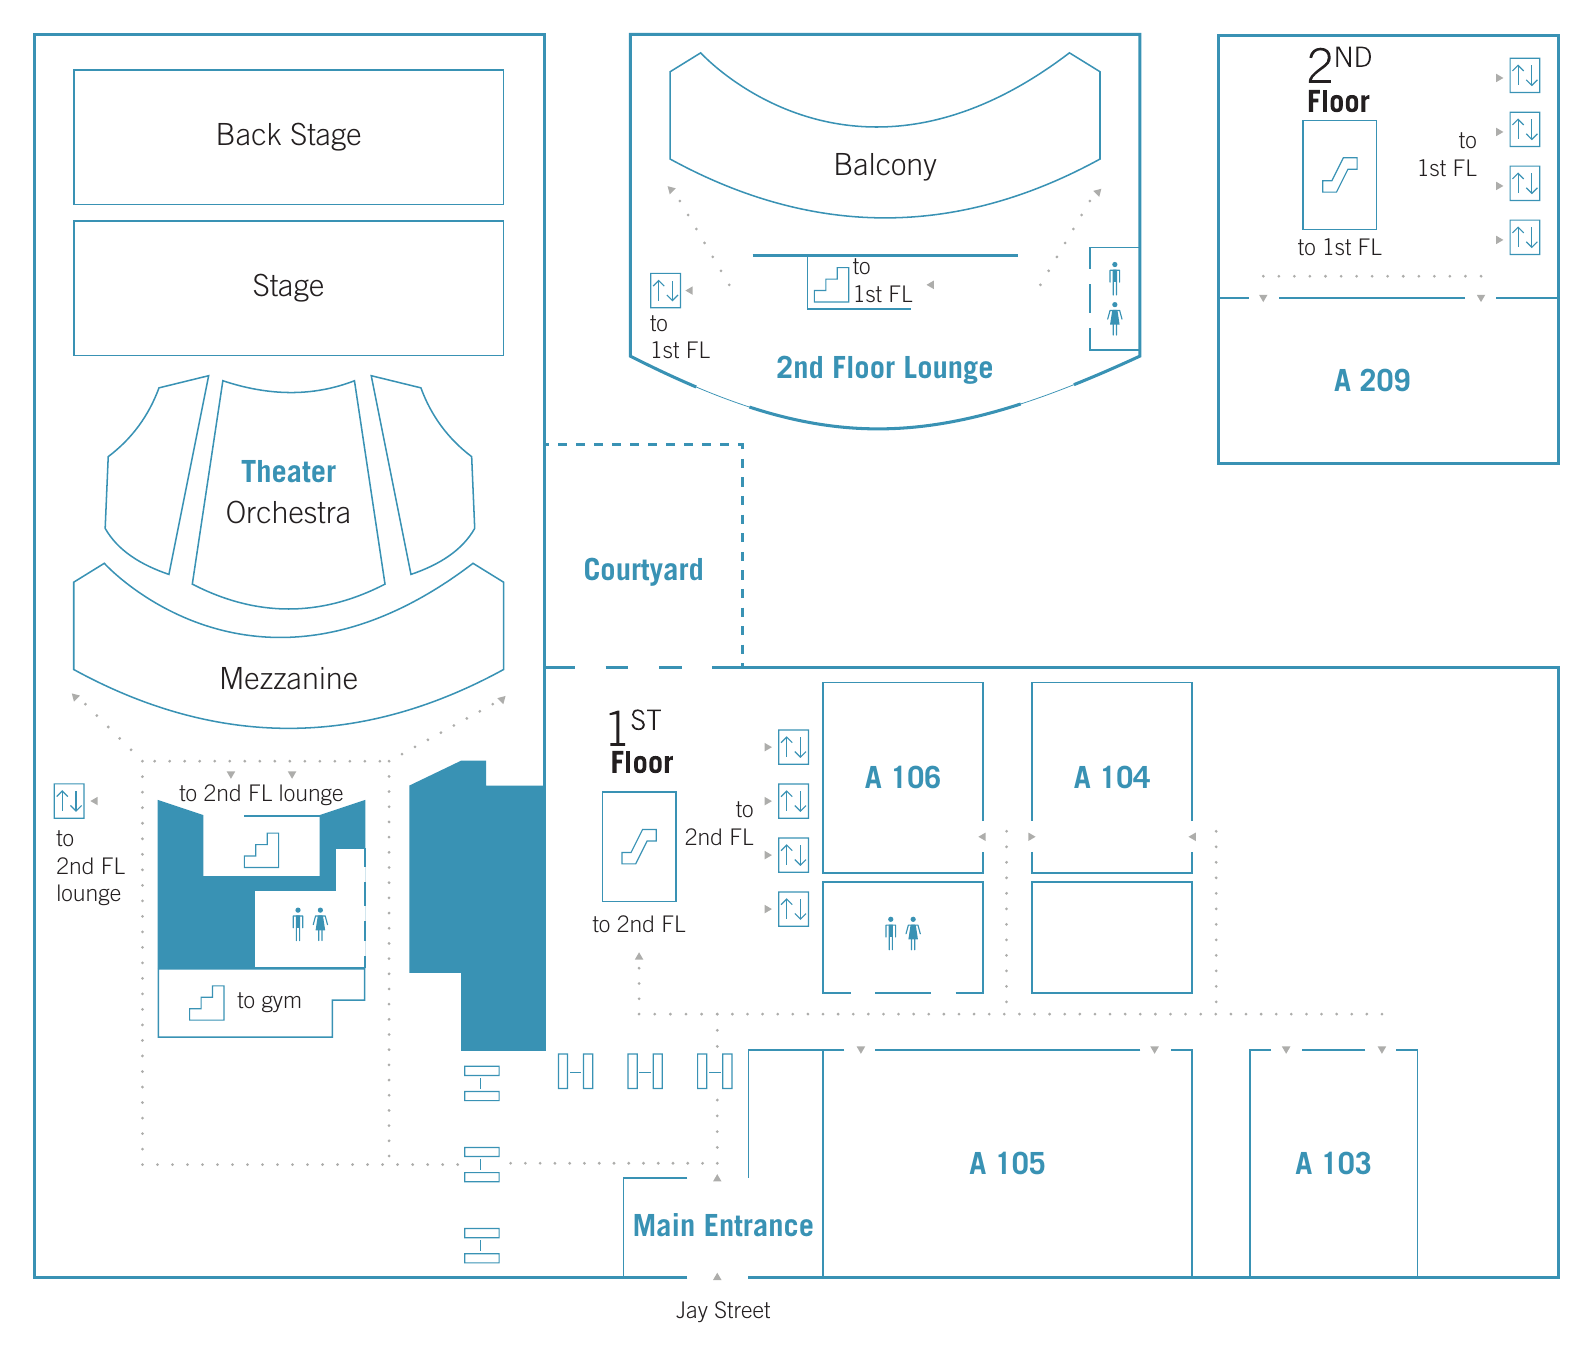 Back Stage
Stage
Theater
Orchestra
Mezzanine
to 2nd FL lounge
to
2nd FL
lounge
to gym
Balcony
to
1st FL
to
1st FL
2nd Floor Lounge
2ND
Floor
to
1st FL
to 1st FL
A 209
Courtyard
1ST
Floor
to
2nd FL
to 2nd FL
A 106
A 104
A 105
A 103
Main Entrance
Jay Street